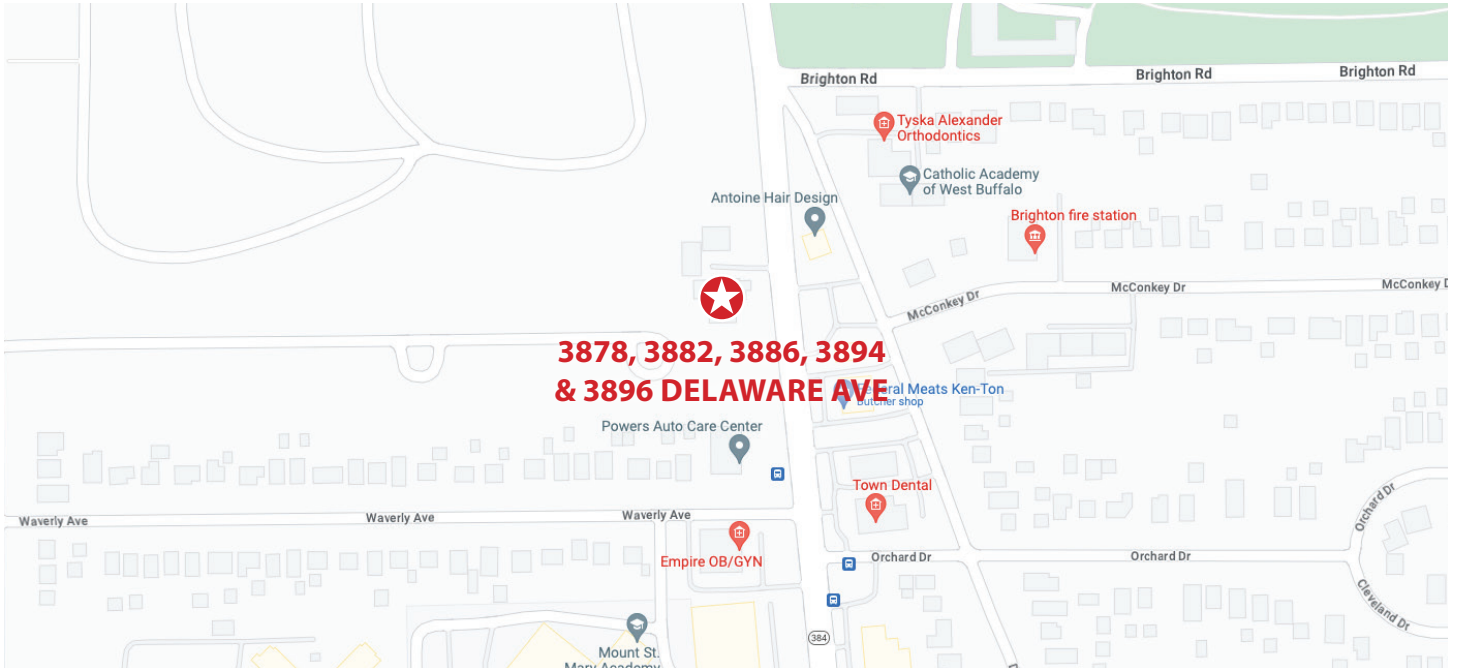 Brighton Rd
Brighton Rd
Brighton Rd
Tyska Alexander
Orthodontics
Catholic Academy
of West Buffalo
Antoine Hair Design
Brighton fire station
McConkey Dr
McConkey Dr
McConkey
3878, 3882, 3886, 3894
& 3896 DELAWARE AVE
Federal Meats Ken-Ton
Butcher shop
Powers Auto Care Center
Town Dental
Waverly Ave
Waverly Ave
Waverly Ave
Orchard Dr
Empire OB/GYN
Orchard Dr
Orchard Dr
Cleveland Dr
384
Mount St.
Mary Academy